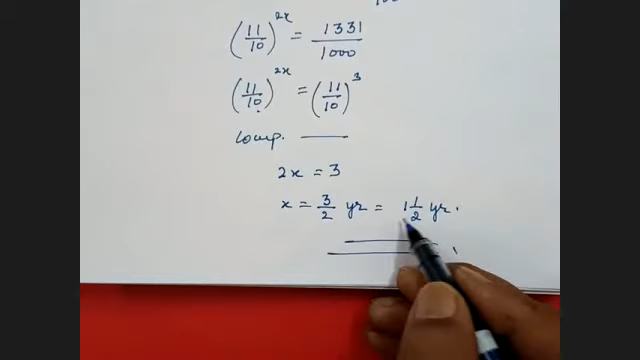 (11/10)^2x = 1331/1000
(11/10)^2x = (11/10)^3
Comp.
2x = 3
x = 3/2 yr = 1 1/2 yr.